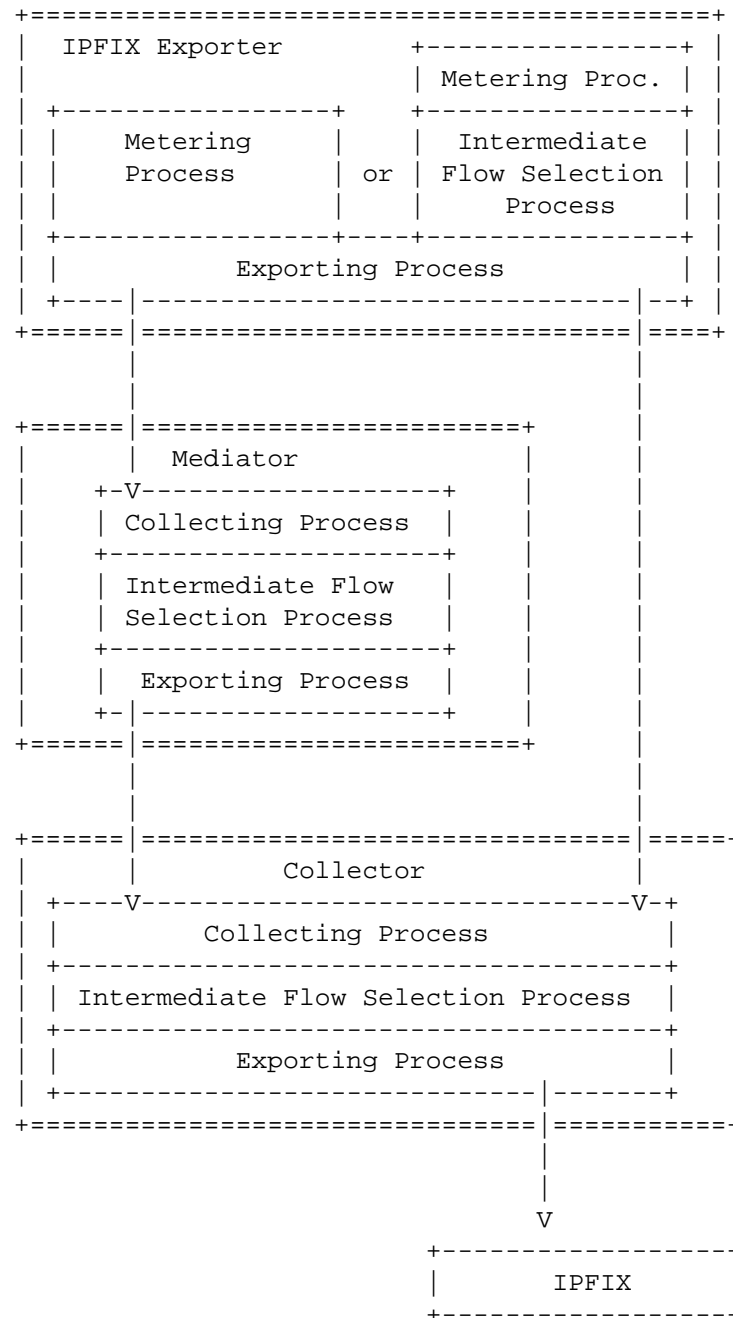 IPFIX Exporter
Metering Proc.
Metering Intermediate
Process or Flow Selection
Process
Exporting Process
Mediator
V
Collecting Process
Intermediate Flow
Selection Process
Exporting Process
Collector
V V
Collecting Process
Intermediate Flow Selection Process
Exporting Process
V
IPFIX